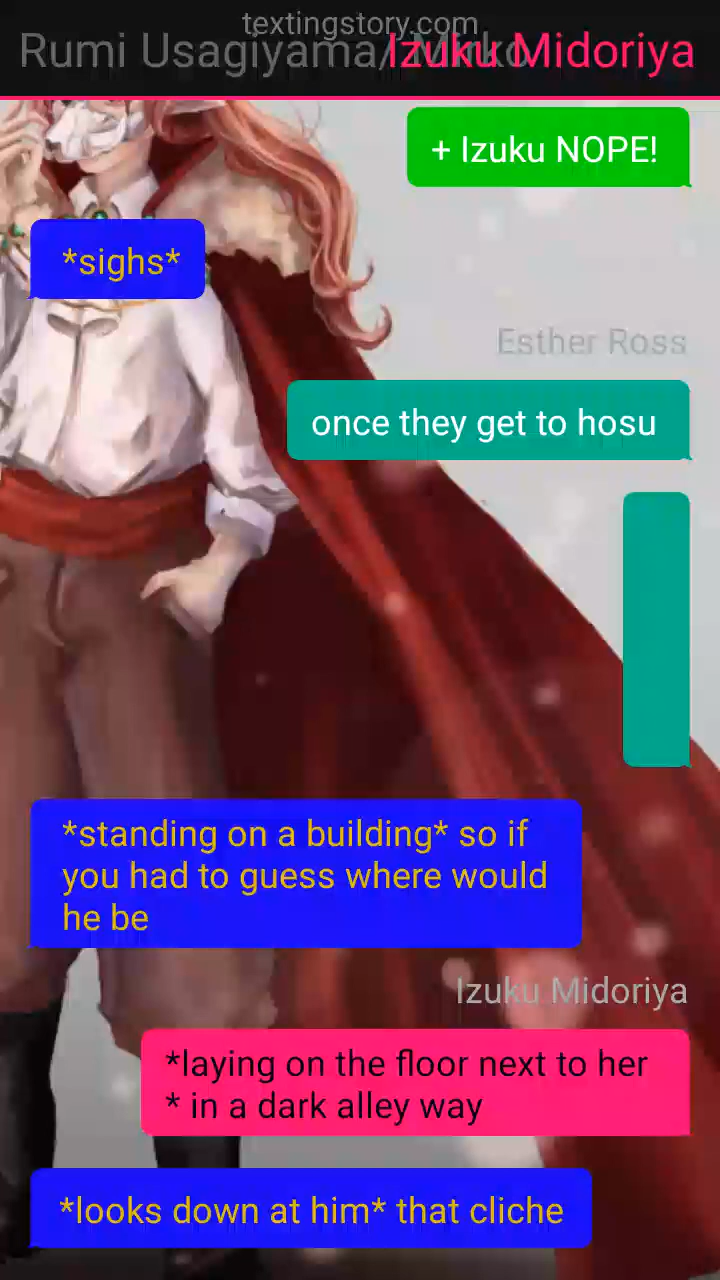 textingstory.com
Rumi Usagiyama/
Izuku Midoriya
+ Izuku NOPE!
*sighs*
Esther Ross
once they get to hosu
*standing on a building* so if
you had to guess where would
he be
Izuku Midoriya
*laying on the floor next to her
* in a dark alley way
*looks down at him* that cliche